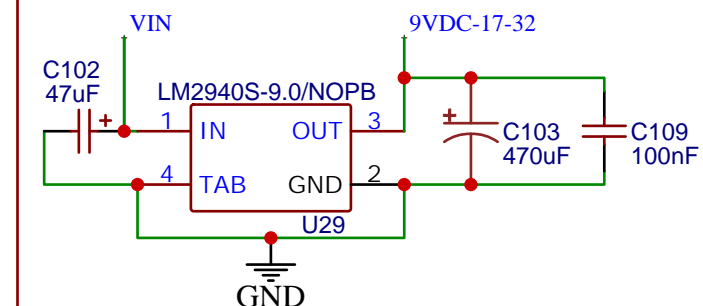 VIN
9VDC-17-32
C102
47uF
LM2940S-9.0/NOPB
+
1
IN
OUT
3
+
C103
470uF
C109
100nF
4
TAB
GND
2
U29
GND